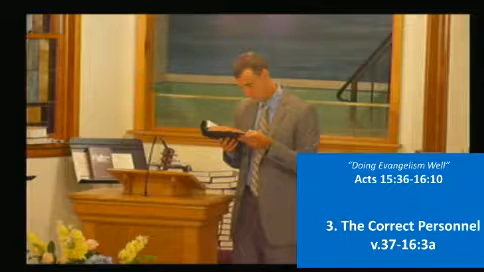 "Doing Evangelism Well"
Acts 15:36-16:10
3. The Correct Personnel
v.37-16:3a